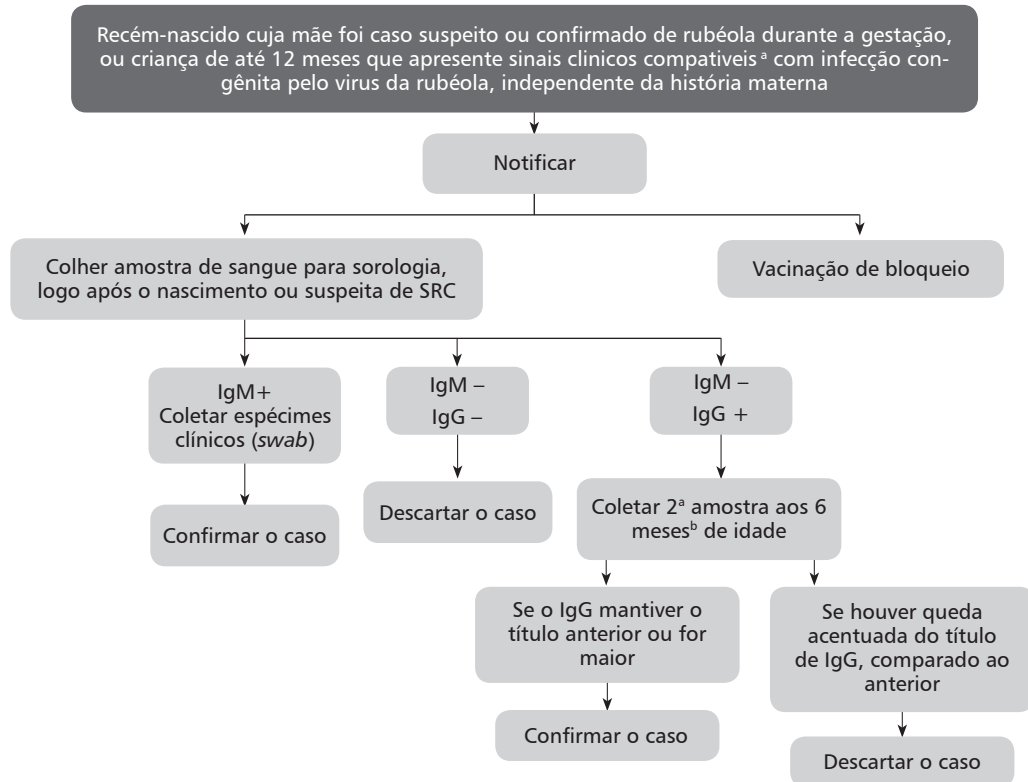 Recém-nascido cuja mãe foi caso suspeito ou confirmado de rubéola durante a gestação,
ou criança de até 12 meses que apresente sinais clinicos compativeis ª com infecção con-
gênita pelo virus da rubéola, independente da história materna
Notificar
Colher amostra de sangue para sorologia,
logo após o nascimento ou suspeita de SRC
Vacinação de bloqueio
IgM+
Coletar espécimes
clínicos (swab)
IgM –
IgG –
IgM –
IgG +
Confirmar o caso
Descartar o caso
Coletar 2ª amostra aos 6
mesesᵇ de idade
Se o IgG mantiver o
título anterior ou for
maior
Se houver queda
acentuada do título
de IgG, comparado ao
anterior
Confirmar o caso
Descartar o caso